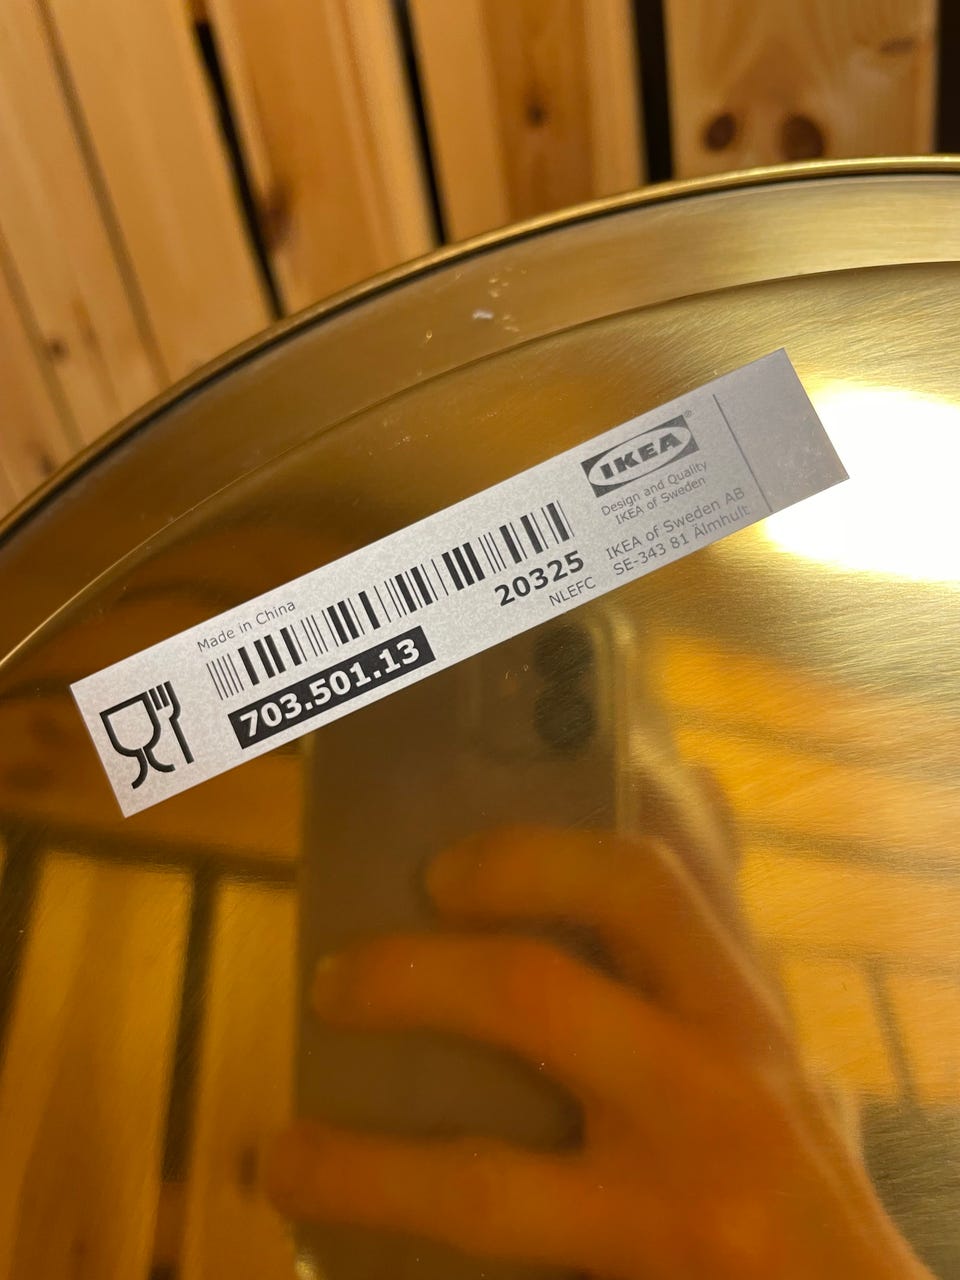 Made in China
703.501.13
20325
NLEFC
IKEA®
Design and Quality
IKEA of Sweden
IKEA of Sweden AB
SE-343 81 Älmhult